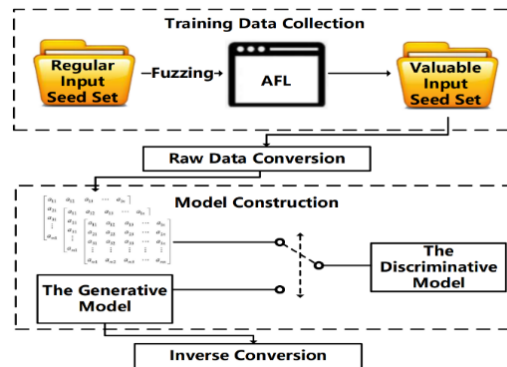 Training Data Collection
Regular
Input
Seed Set
Fuzzing
AFL
Valuable
Input
Seed Set
Raw Data Conversion
Model Construction
The
Discriminative
Model
The Generative
Model
Inverse Conversion